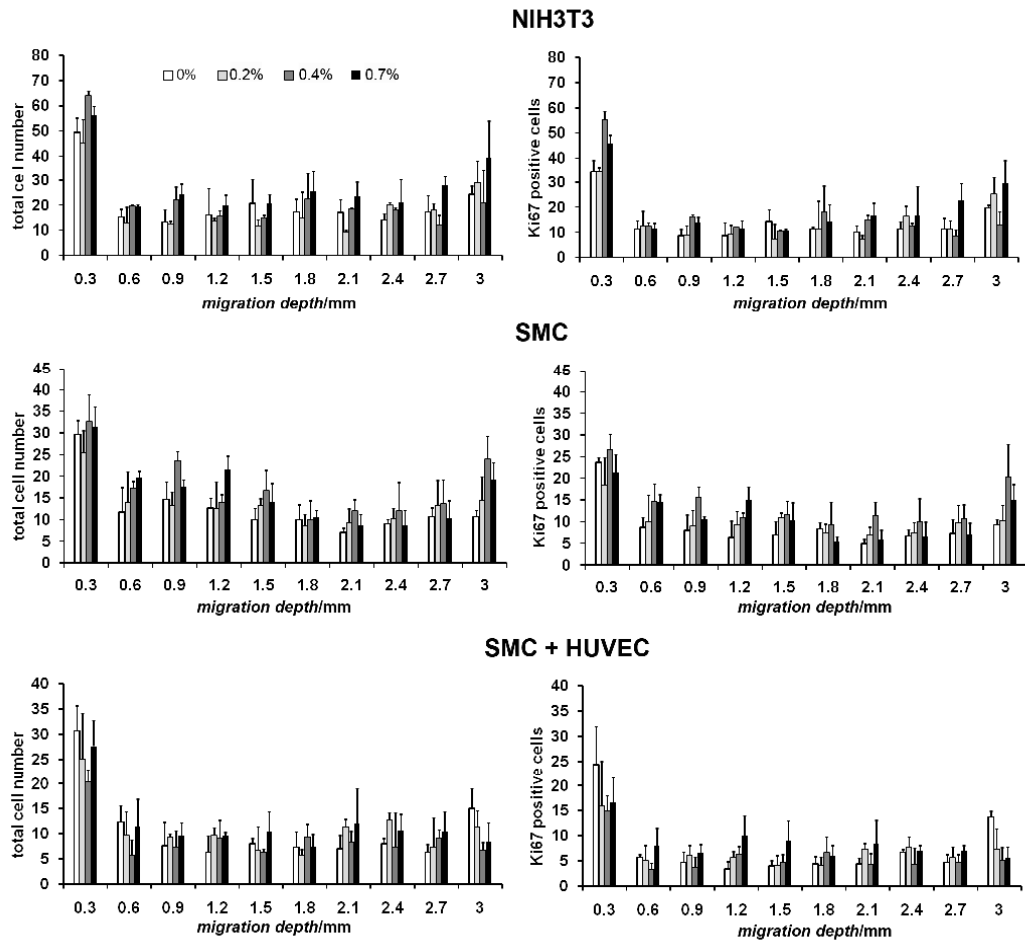 NIH3T3
total ce l number
80
70
60
50
40
30
20
10
0
0% 0.2% 0.4% 0.7%
0.3 0.6 0.9 1.2 1.5 1.8 2.1 2.4 2.7 3
migration depth/mm
Ki67 positive cells
80
70
60
50
40
30
20
10
0
0.3 0.6 0.9 1.2 1.5 1.8 2.1 2.4 2.7 3
migration depth/mm
SMC
total cell number
45
40
35
30
25
20
15
10
5
0
0.3 0.6 0.9 1.2 1.5 1.8 2.1 2.4 2.7 3
migration depth/mm
Ki67 positive cells
45
40
35
30
25
20
15
10
5
0
0.3 0.6 0.9 1.2 1.5 1.8 2.1 2.4 2.7 3
migration depth/mm
SMC + HUVEC
total cell number
40
35
30
25
20
15
10
5
0
0.3 0.6 0.9 1.2 1.5 1.8 2.1 2.4 2.7 3
migration depth/mm
Ki67 positive cells
40
35
30
25
20
15
10
5
0
0.3 0.6 0.9 1.2 1.5 1.8 2.1 2.4 2.7 3
migration depth/mm